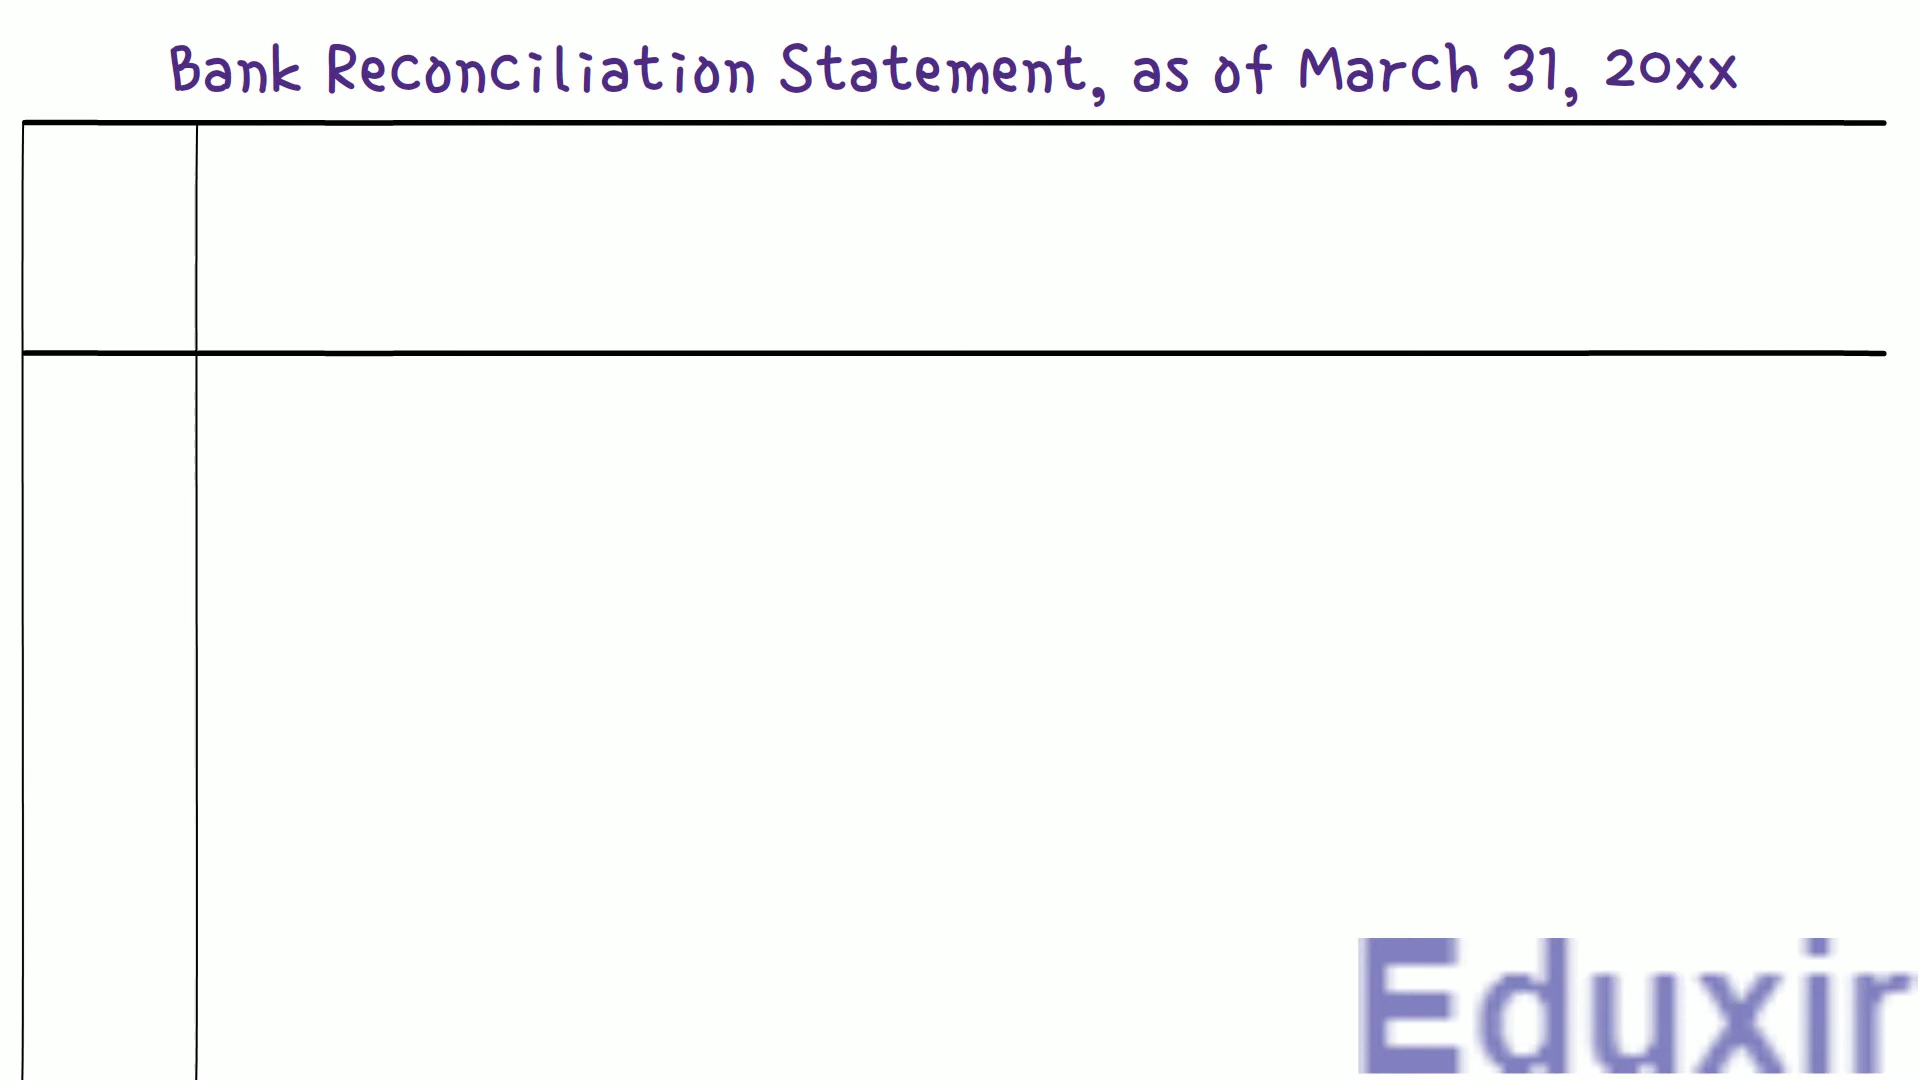 Bank Reconciliation Statement, as of March 31, 20xx
Eduxir